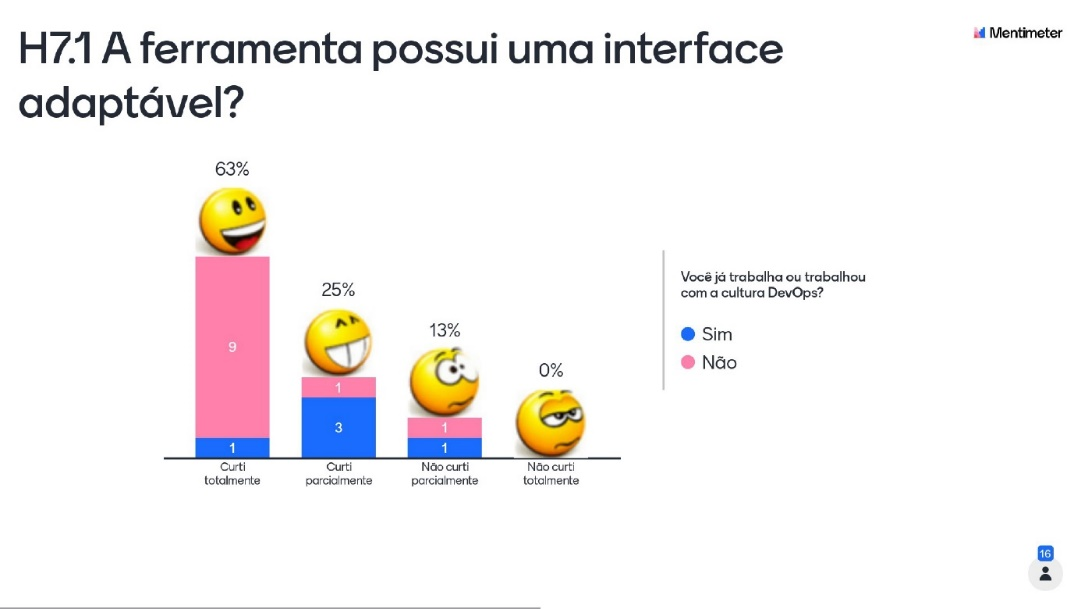 H7.1 A ferramenta possui uma interface
adaptável?
Mentimeter
63%
25%
13%
0%
9
1
1
3
1
1
Curti
totalmente
Curti
parcialmente
Não curti
parcialmente
Não curti
totalmente
Você já trabalha ou trabalhou
com a cultura DevOps?
Sim
Não
16